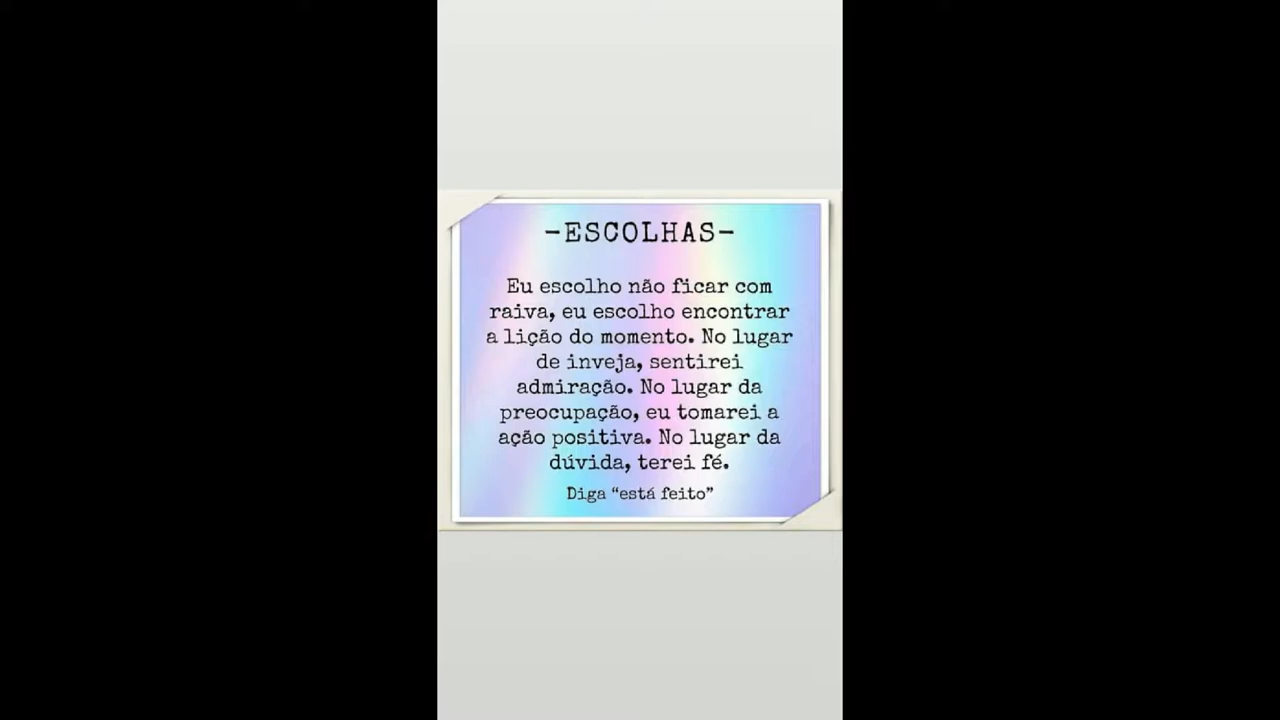 -ESCOLHAS-
Eu escolho não ficar com
raiva, eu escolho encontrar
a lição do momento. No lugar
de inveja, sentirei
admiração. No lugar da
preocupação, eu tomarei a
ação positiva. No lugar da
dúvida, terei fé.
Diga “está feito”